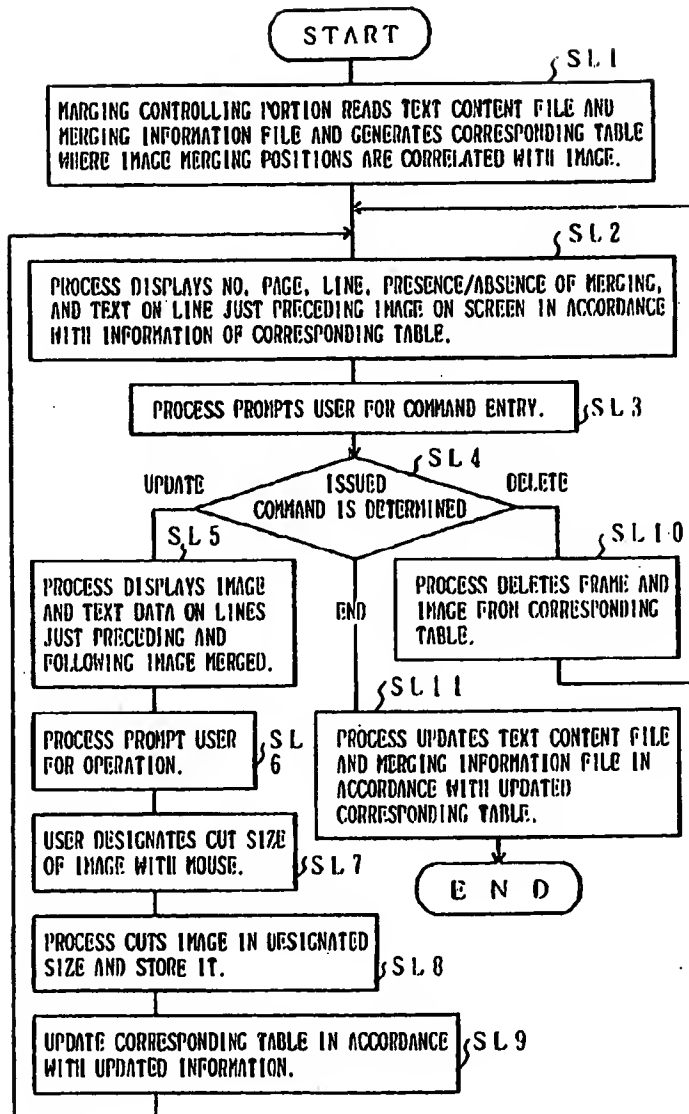 START
SL1
MARGING CONTROLLING PORTION READS TEXT CONTENT FILE AND
MERGING INFORMATION FILE AND GENERATES CORRESPONDING TABLE
WHERE IMAGE MERGING POSITIONS ARE CORRELATED WITH IMAGE.
SL2
PROCESS DISPLAYS NO. PAGE, LINE, PRESENCE/ABSENCE OF MERGING,
AND TEXT ON LINE JUST PRECEDING IMAGE ON SCREEN IN ACCORDANCE
WITH INFORMATION OF CORRESPONDING TABLE.
PROCESS PROMPTS USER FOR COMMAND ENTRY.
SL3
SL4
ISSUED
COMMAND IS DETERMINED
UPDATE
DELETE
END
SL5
PROCESS DISPLAYS IMAGE
AND TEXT DATA ON LINES
JUST PRECEDING AND
FOLLOWING IMAGE MERGED.
SL10
PROCESS DELETES FRAME AND
IMAGE FROM CORRESPONDING
TABLE.
PROCESS PROMPT USER
FOR OPERATION.
SL
6
SL11
PROCESS UPDATES TEXT CONTENT FILE
AND MERGING INFORMATION FILE IN
ACCORDANCE WITH UPDATED
CORRESPONDING TABLE.
USER DESIGNATES CUT SIZE
OF IMAGE WITH MOUSE.
SL7
END
PROCESS CUTS IMAGE IN DESIGNATED
SIZE AND STORE IT.
SL8
UPDATE CORRESPONDING TABLE IN ACCORDANCE
WITH UPDATED INFORMATION.
SL9